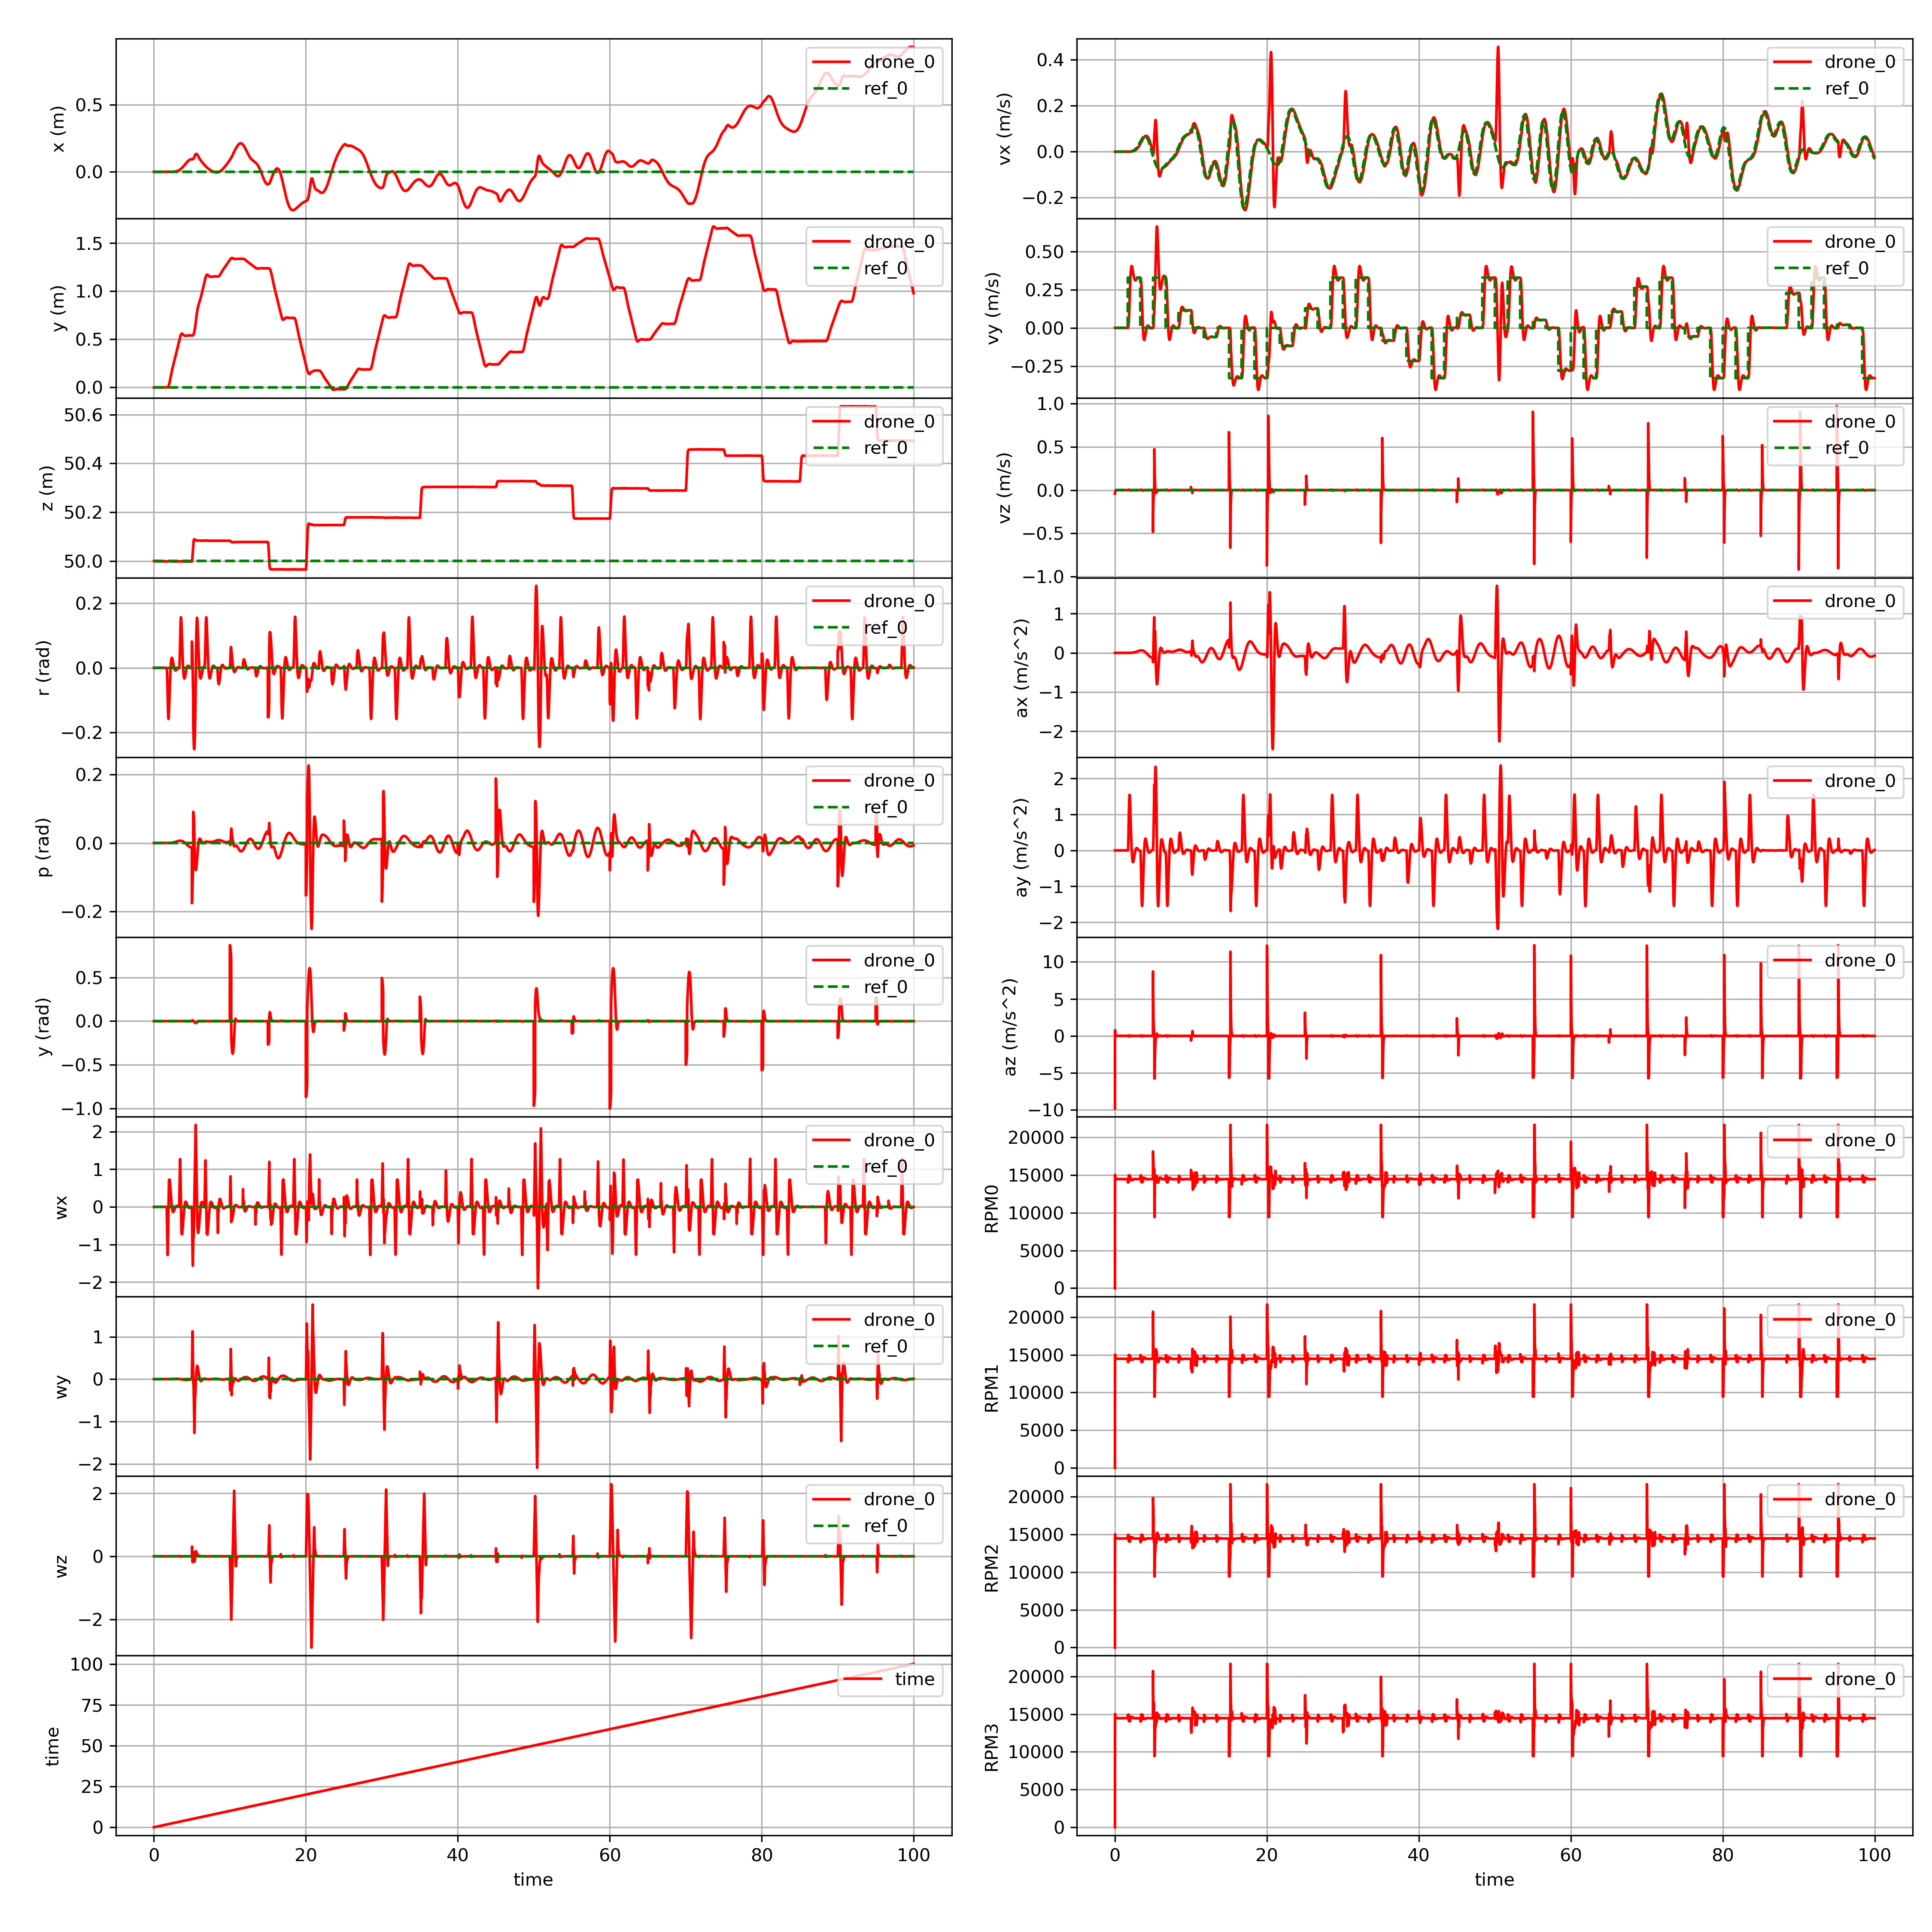 drone_0
ref_0
x (m)
0.5
0.0
drone_0
ref_0
y (m)
1.5
1.0
0.5
0.0
drone_0
ref_0
z (m)
50.6
50.4
50.2
50.0
drone_0
ref_0
r (rad)
0.2
0.0
−0.2
drone_0
ref_0
p (rad)
0.2
0.0
−0.2
drone_0
ref_0
y (rad)
0.5
0.0
−0.5
−1.0
drone_0
ref_0
wx
2
1
0
−1
−2
drone_0
ref_0
wy
1
0
−1
−2
drone_0
ref_0
wz
2
0
−2
time
time
100
75
50
25
0
0 20 40 60 80 100
time
drone_0
ref_0
vx (m/s)
0.4
0.2
0.0
−0.2
drone_0
ref_0
vy (m/s)
0.50
0.25
0.00
−0.25
drone_0
ref_0
vz (m/s)
1.0
0.5
0.0
−0.5
−1.0
drone_0
ax (m/s^2)
1
0
−1
−2
drone_0
ay (m/s^2)
2
1
0
−1
−2
drone_0
az (m/s^2)
10
5
0
−5
−10
drone_0
RPM0
20000
15000
10000
5000
0
drone_0
RPM1
20000
15000
10000
5000
0
drone_0
RPM2
20000
15000
10000
5000
0
drone_0
RPM3
20000
15000
10000
5000
0
0 20 40 60 80 100
time